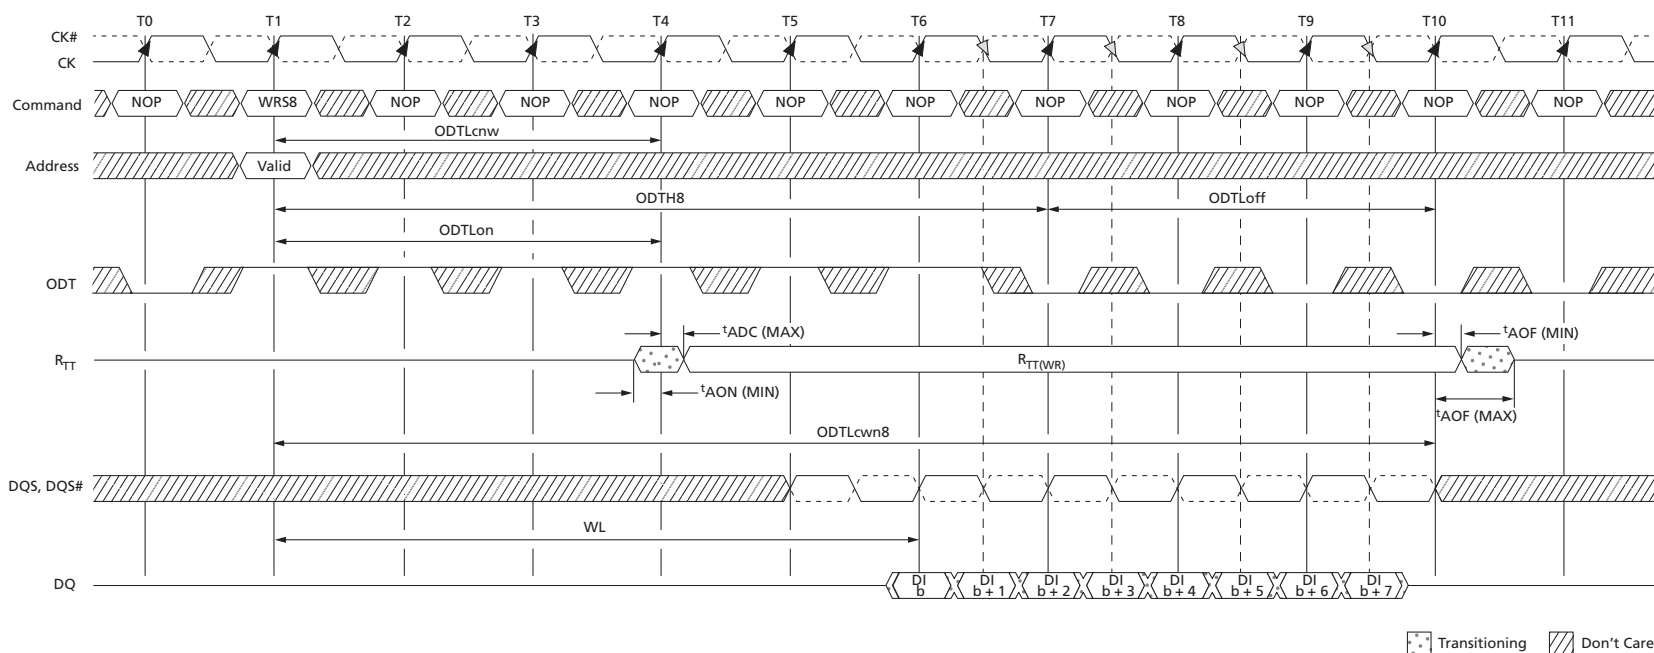 T0 T1 T2 T3 T4 T5 T6 T7 T8 T9 T10 T11
CK#
CK
Command NOP WRS8 NOP NOP NOP NOP NOP NOP NOP NOP NOP NOP
ODTLcnw
Address Valid
ODTH8 ODTLoff
ODTLon
ODT
tADC (MAX) tAOF (MIN)
RTT RTT(WR)
tAON (MIN)
tAOF (MAX)
ODTLcwn8
DQS, DQS#
WL
DQ DI b DI b + 1 DI b + 2 DI b + 3 DI b + 4 DI b + 5 DI b + 6 DI b + 7
Transitioning Don't Care